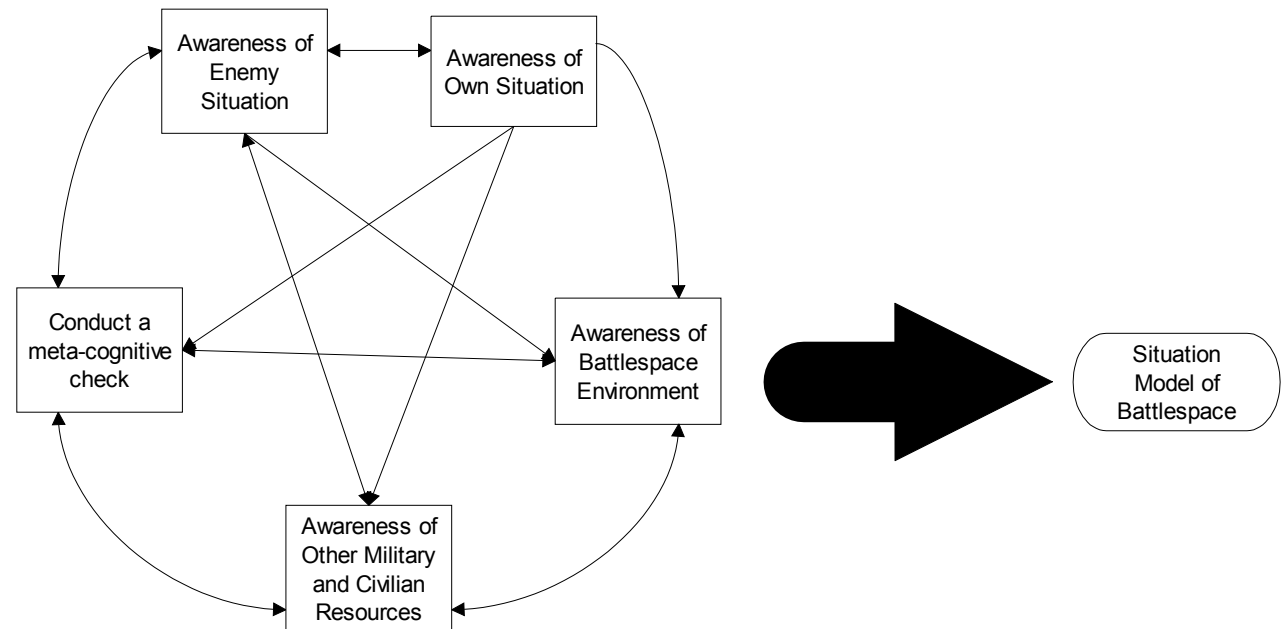 Awareness of
Enemy
Situation
Awareness of
Own Situation
Conduct a
meta-cognitive
check
Awareness of
Battlespace
Environment
Situation
Model of
Battlespace
Awareness of
Other Military
and Civilian
Resources